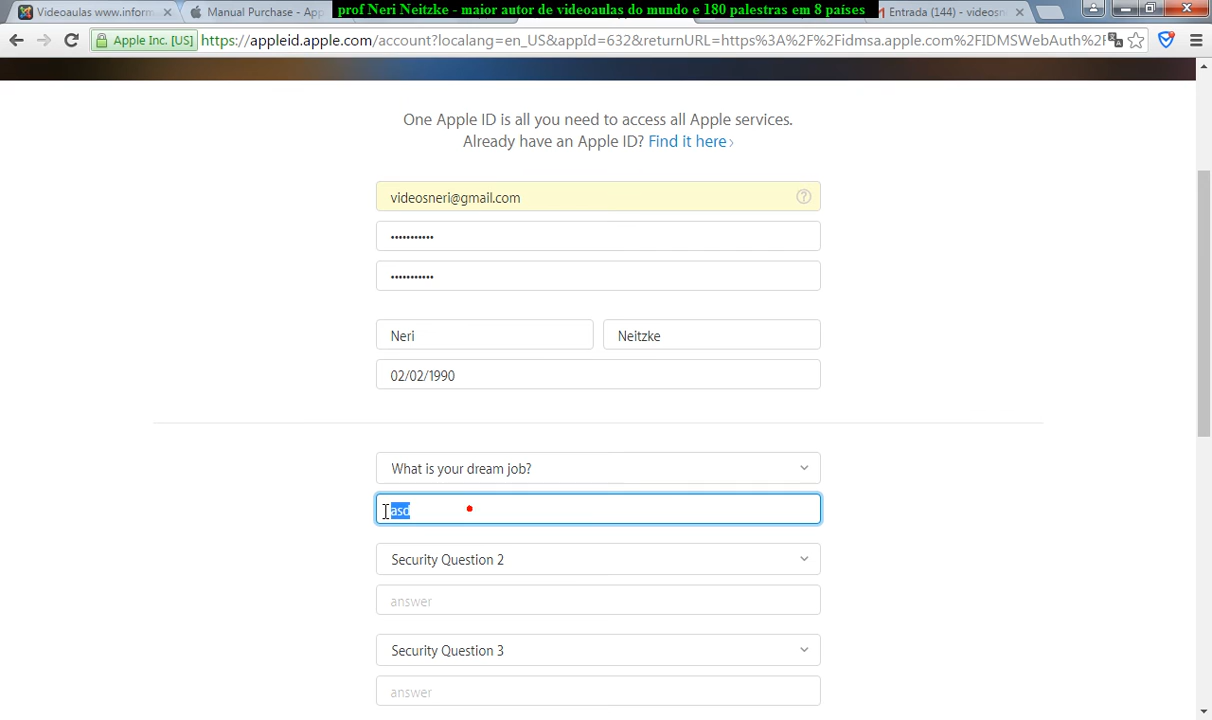 Videoaulas www.inform
Manual Purchase - App
prof Neri Neitzke - maior autor de videoaulas do mundo e 180 palestras em 8 países
Entrada (144) - videosn
Apple Inc. [US]
https://appleid.apple.com/account?localang=en_US&appId=632&returnURL=https%3A%2F%2Fidmsa.apple.com%2FIDMSWebAuth%2F
One Apple ID is all you need to access all Apple services.
Already have an Apple ID? Find it here ›
videosneri@gmail.com
•••••••••••
•••••••••••
Neri
Neitzke
02/02/1990
What is your dream job?
asd
Security Question 2
answer
Security Question 3
answer